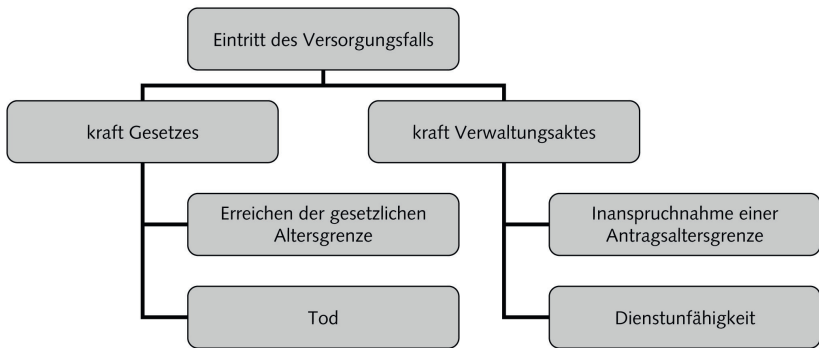 Eintritt des Versorgungsfalls
kraft Gesetzes
kraft Verwaltungsaktes
Erreichen der gesetzlichen
Altersgrenze
Inanspruchnahme einer
Antragsaltersgrenze
Tod
Dienstunfähigkeit